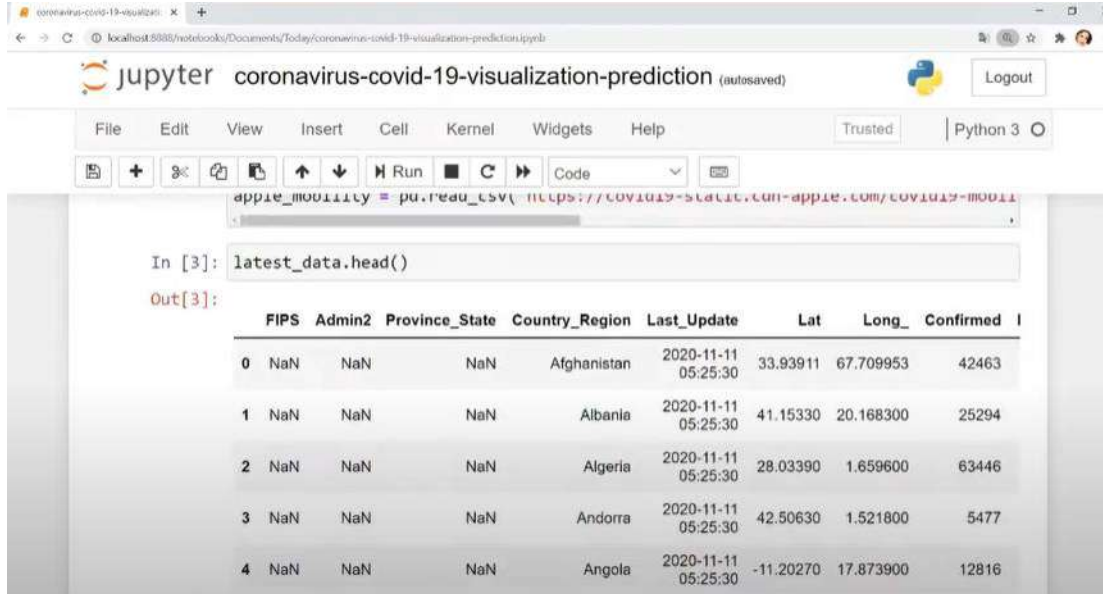 coronavirus-covid-19-visualizati
localhost:8888/notebooks/Documents/Today/coronavirus-covid-19-visualization-prediction.ipynb
jupyter coronavirus-covid-19-visualization-prediction (autosaved) Logout
File Edit View Insert Cell Kernel Widgets Help Trusted Python 3
Run Code
apple_mobility = pd.read_csv('https://covid19-static.cdn-apple.com/covid19-mobil
In [3]: latest_data.head()
Out[3]:
FIPS Admin2 Province_State Country_Region Last_Update Lat Long_ Confirmed
0 NaN NaN NaN Afghanistan 2020-11-11 33.93911 67.709953 42463
05:25:30
1 NaN NaN NaN Albania 2020-11-11 41.15330 20.168300 25294
05:25:30
2 NaN NaN NaN Algeria 2020-11-11 28.03390 1.659600 63446
05:25:30
3 NaN NaN NaN Andorra 2020-11-11 42.50630 1.521800 5477
05:25:30
4 NaN NaN NaN Angola 2020-11-11 -11.20270 17.873900 12816
05:25:30